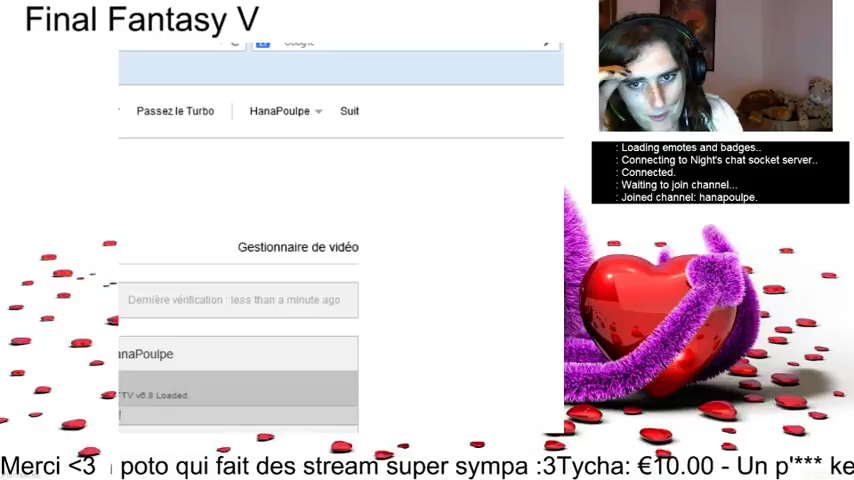 Final Fantasy V
Google
Passez le Turbo
HanaPoulpe
Suit
: Loading emotes and badges..
: Connecting to Night's chat socket server..
: Connected.
: Waiting to join channel...
: Joined channel: hanapoulpe.
Gestionnaire de vidéo
Dernière vérification : less than a minute ago
anaPoulpe
TV v6.8 Loaded.
Merci <3 poto qui fait des stream super sympa :3Tycha: €10.00 - Un p'*** ke